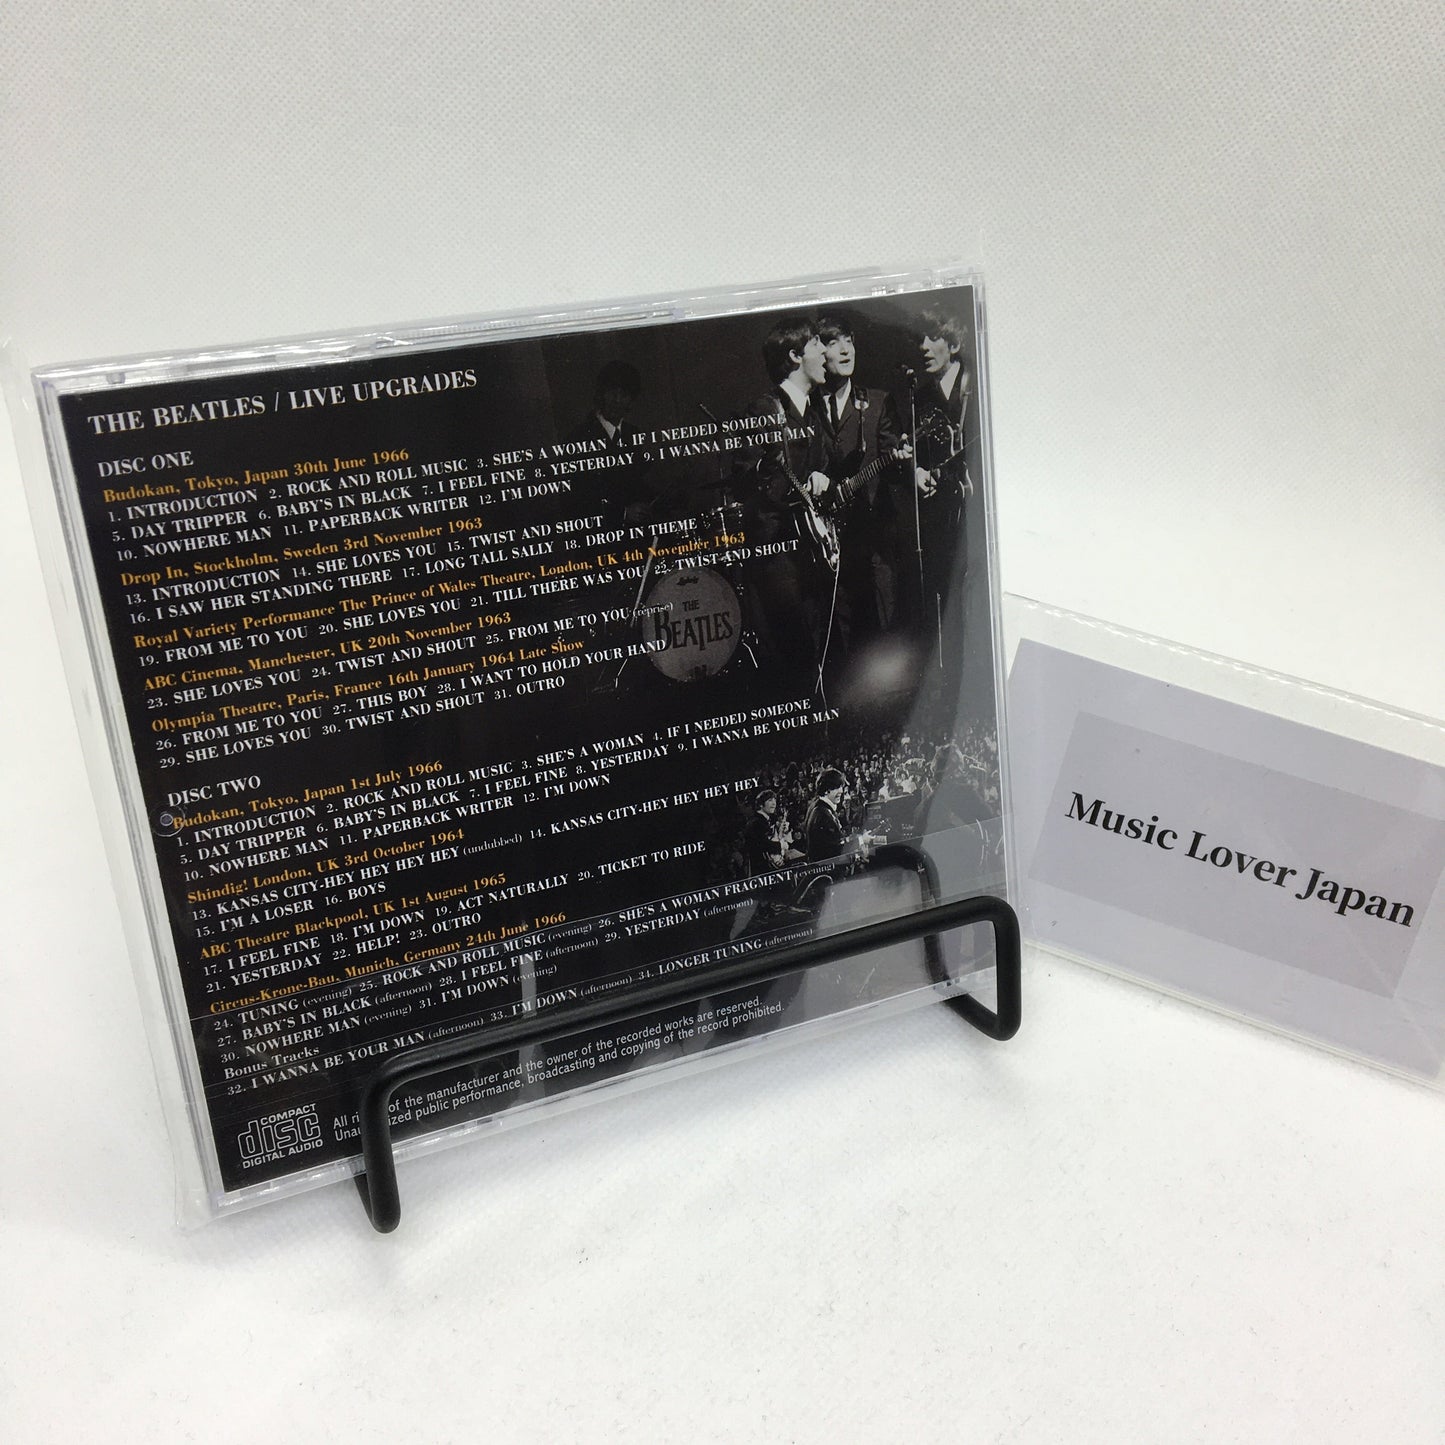 THE BEATLES / LIVE UPGRADES
DISC ONE
Budokan, Tokyo, Japan 30th June 1966
1. INTRODUCTION 2. ROCK AND ROLL MUSIC 3. SHE'S A WOMAN 4. IF I NEEDED SOMEONE
5. DAY TRIPPER 6. BABY'S IN BLACK 7. I FEEL FINE 8. YESTERDAY 9. I WANNA BE YOUR MAN
10. NOWHERE MAN 11. PAPERBACK WRITER 12. I'M DOWN
Drop In, Stockholm, Sweden 3rd November 1963
13. INTRODUCTION 14. SHE LOVES YOU 15. TWIST AND SHOUT
16. I SAW HER STANDING THERE 17. LONG TALL SALLY 18. DROP IN THEME
Royal Variety Performance The Prince of Wales Theatre, London, UK 4th November 1963
19. FROM ME TO YOU 20. SHE LOVES YOU 21. TILL THERE WAS YOU 22. TWIST AND SHOUT
ABC Cinema, Manchester, UK 20th November 1963
23. SHE LOVES YOU 24. TWIST AND SHOUT 25. FROM ME TO YOU (reprise)
Olympia Theatre, Paris, France 16th January 1964 Late Show
26. FROM ME TO YOU 27. THIS BOY 28. I WANT TO HOLD YOUR HAND
29. SHE LOVES YOU 30. TWIST AND SHOUT 31. OUTRO
DISC TWO
Budokan, Tokyo, Japan 1st July 1966
1. INTRODUCTION 2. ROCK AND ROLL MUSIC 3. SHE'S A WOMAN 4. IF I NEEDED SOMEONE
5. DAY TRIPPER 6. BABY'S IN BLACK 7. I FEEL FINE 8. YESTERDAY 9. I WANNA BE YOUR MAN
10. NOWHERE MAN 11. PAPERBACK WRITER 12. I'M DOWN
Shindig! London, UK 3rd October 1964
13. KANSAS CITY-HEY HEY HEY HEY (undubbed) 14. KANSAS CITY-HEY HEY HEY HEY
15. I'M A LOSER 16. BOYS
ABC Theatre Blackpool, UK 1st August 1965
17. I FEEL FINE 18. I'M DOWN 19. ACT NATURALLY 20. TICKET TO RIDE
21. YESTERDAY 22. HELP! 23. OUTRO
Circus-Krone-Bau, Munich, Germany 24th June 1966
24. TUNING (evening) 25. ROCK AND ROLL MUSIC (evening) 26. SHE'S A WOMAN FRAGMENT (evening)
27. BABY'S IN BLACK (afternoon) 28. I FEEL FINE (afternoon) 29. YESTERDAY (afternoon)
30. NOWHERE MAN (evening) 31. I'M DOWN (evening)
Bonus Tracks
32. I WANNA BE YOUR MAN (afternoon) 33. I'M DOWN (afternoon) 34. LONGER TUNING (afternoon)
COMPACT
disc
DIGITAL AUDIO
All of the manufacturer and the owner of the recorded works are reserved.
public performance, broadcasting and copying of the record prohibited.
Ludwig
THE
BEATLES
Music Lover Japan